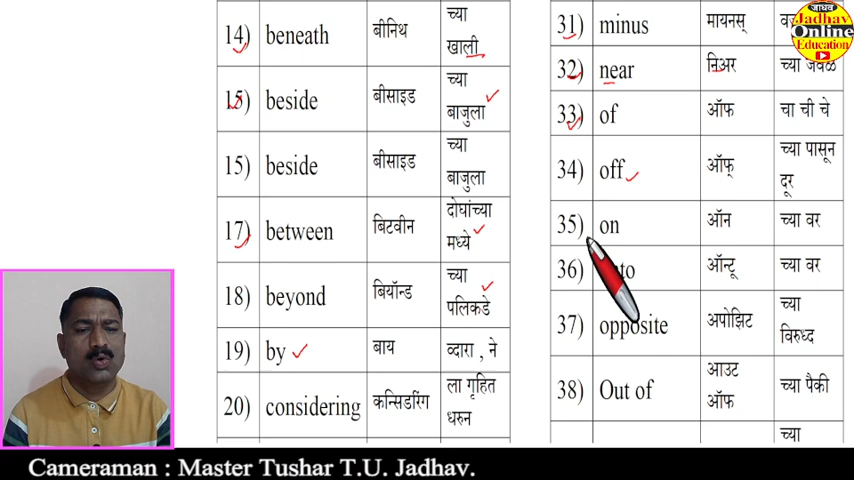 14) beneath बीनिथ च्या खाली
15) beside बीसाइड च्या बाजुला
15) beside बीसाइड च्या बाजुला
17) between बिटवीन दोघांच्या मध्ये
18) beyond बियॉन्ड च्या पलिकडे
19) by बाय व्दारा , ने
20) considering कन्सिडरिंग ला गृहित धरुन
31) minus मायनस्
32) near निअर च्या जवळ
33) of ऑफ चा ची चे
34) off ऑफ् च्या पासून दूर
35) on ऑन च्या वर
36) ऑन्टू च्या वर
37) opposite अपोझिट च्या विरुध्द
38) Out of आउट ऑफ च्या पैकी
च्या
जाधव
Jadhav
Online
Education
Cameraman : Master Tushar T.U. Jadhav.